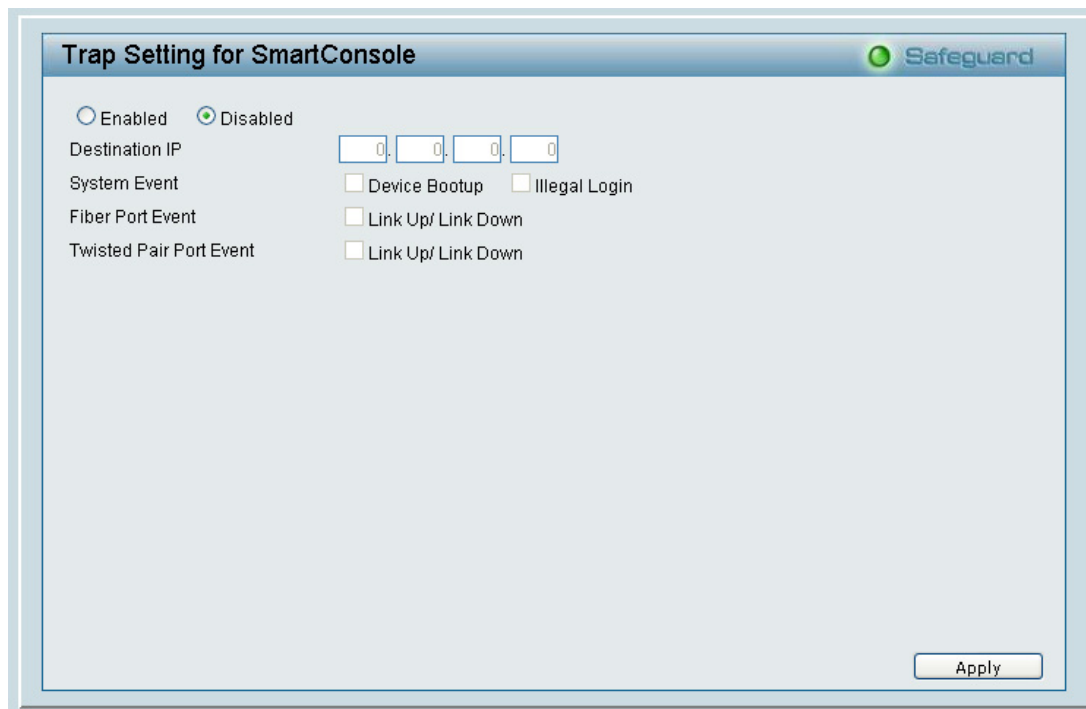 Trap Setting for SmartConsole
Safeguard
Enabled Disabled
Destination IP 0. 0. 0. 0
System Event Device Bootup Illegal Login
Fiber Port Event Link Up/ Link Down
Twisted Pair Port Event Link Up/ Link Down
Apply